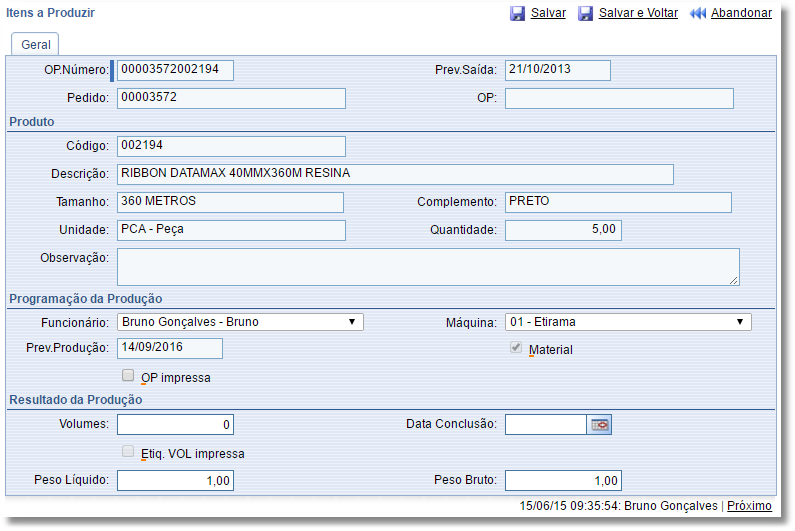 Itens a Produzir Salvar Salvar e Voltar Abandonar
Geral
OP.Número: 00003572002194 Prev.Saída: 21/10/2013
Pedido: 00003572 OP:
Produto
Código: 002194
Descrição: RIBBON DATAMAX 40MMX360M RESINA
Tamanho: 360 METROS Complemento: PRETO
Unidade: PCA - Peça Quantidade: 5,00
Observação:
Programação da Produção
Funcionário: Bruno Gonçalves - Bruno Máquina: 01 - Etirama
Prev.Produção: 14/09/2016 Material
OP impressa
Resultado da Produção
Volumes: 0 Data Conclusão:
Etiq. VOL impressa
Peso Líquido: 1,00 Peso Bruto: 1,00
15/06/15 09:35:54: Bruno Gonçalves | Próximo